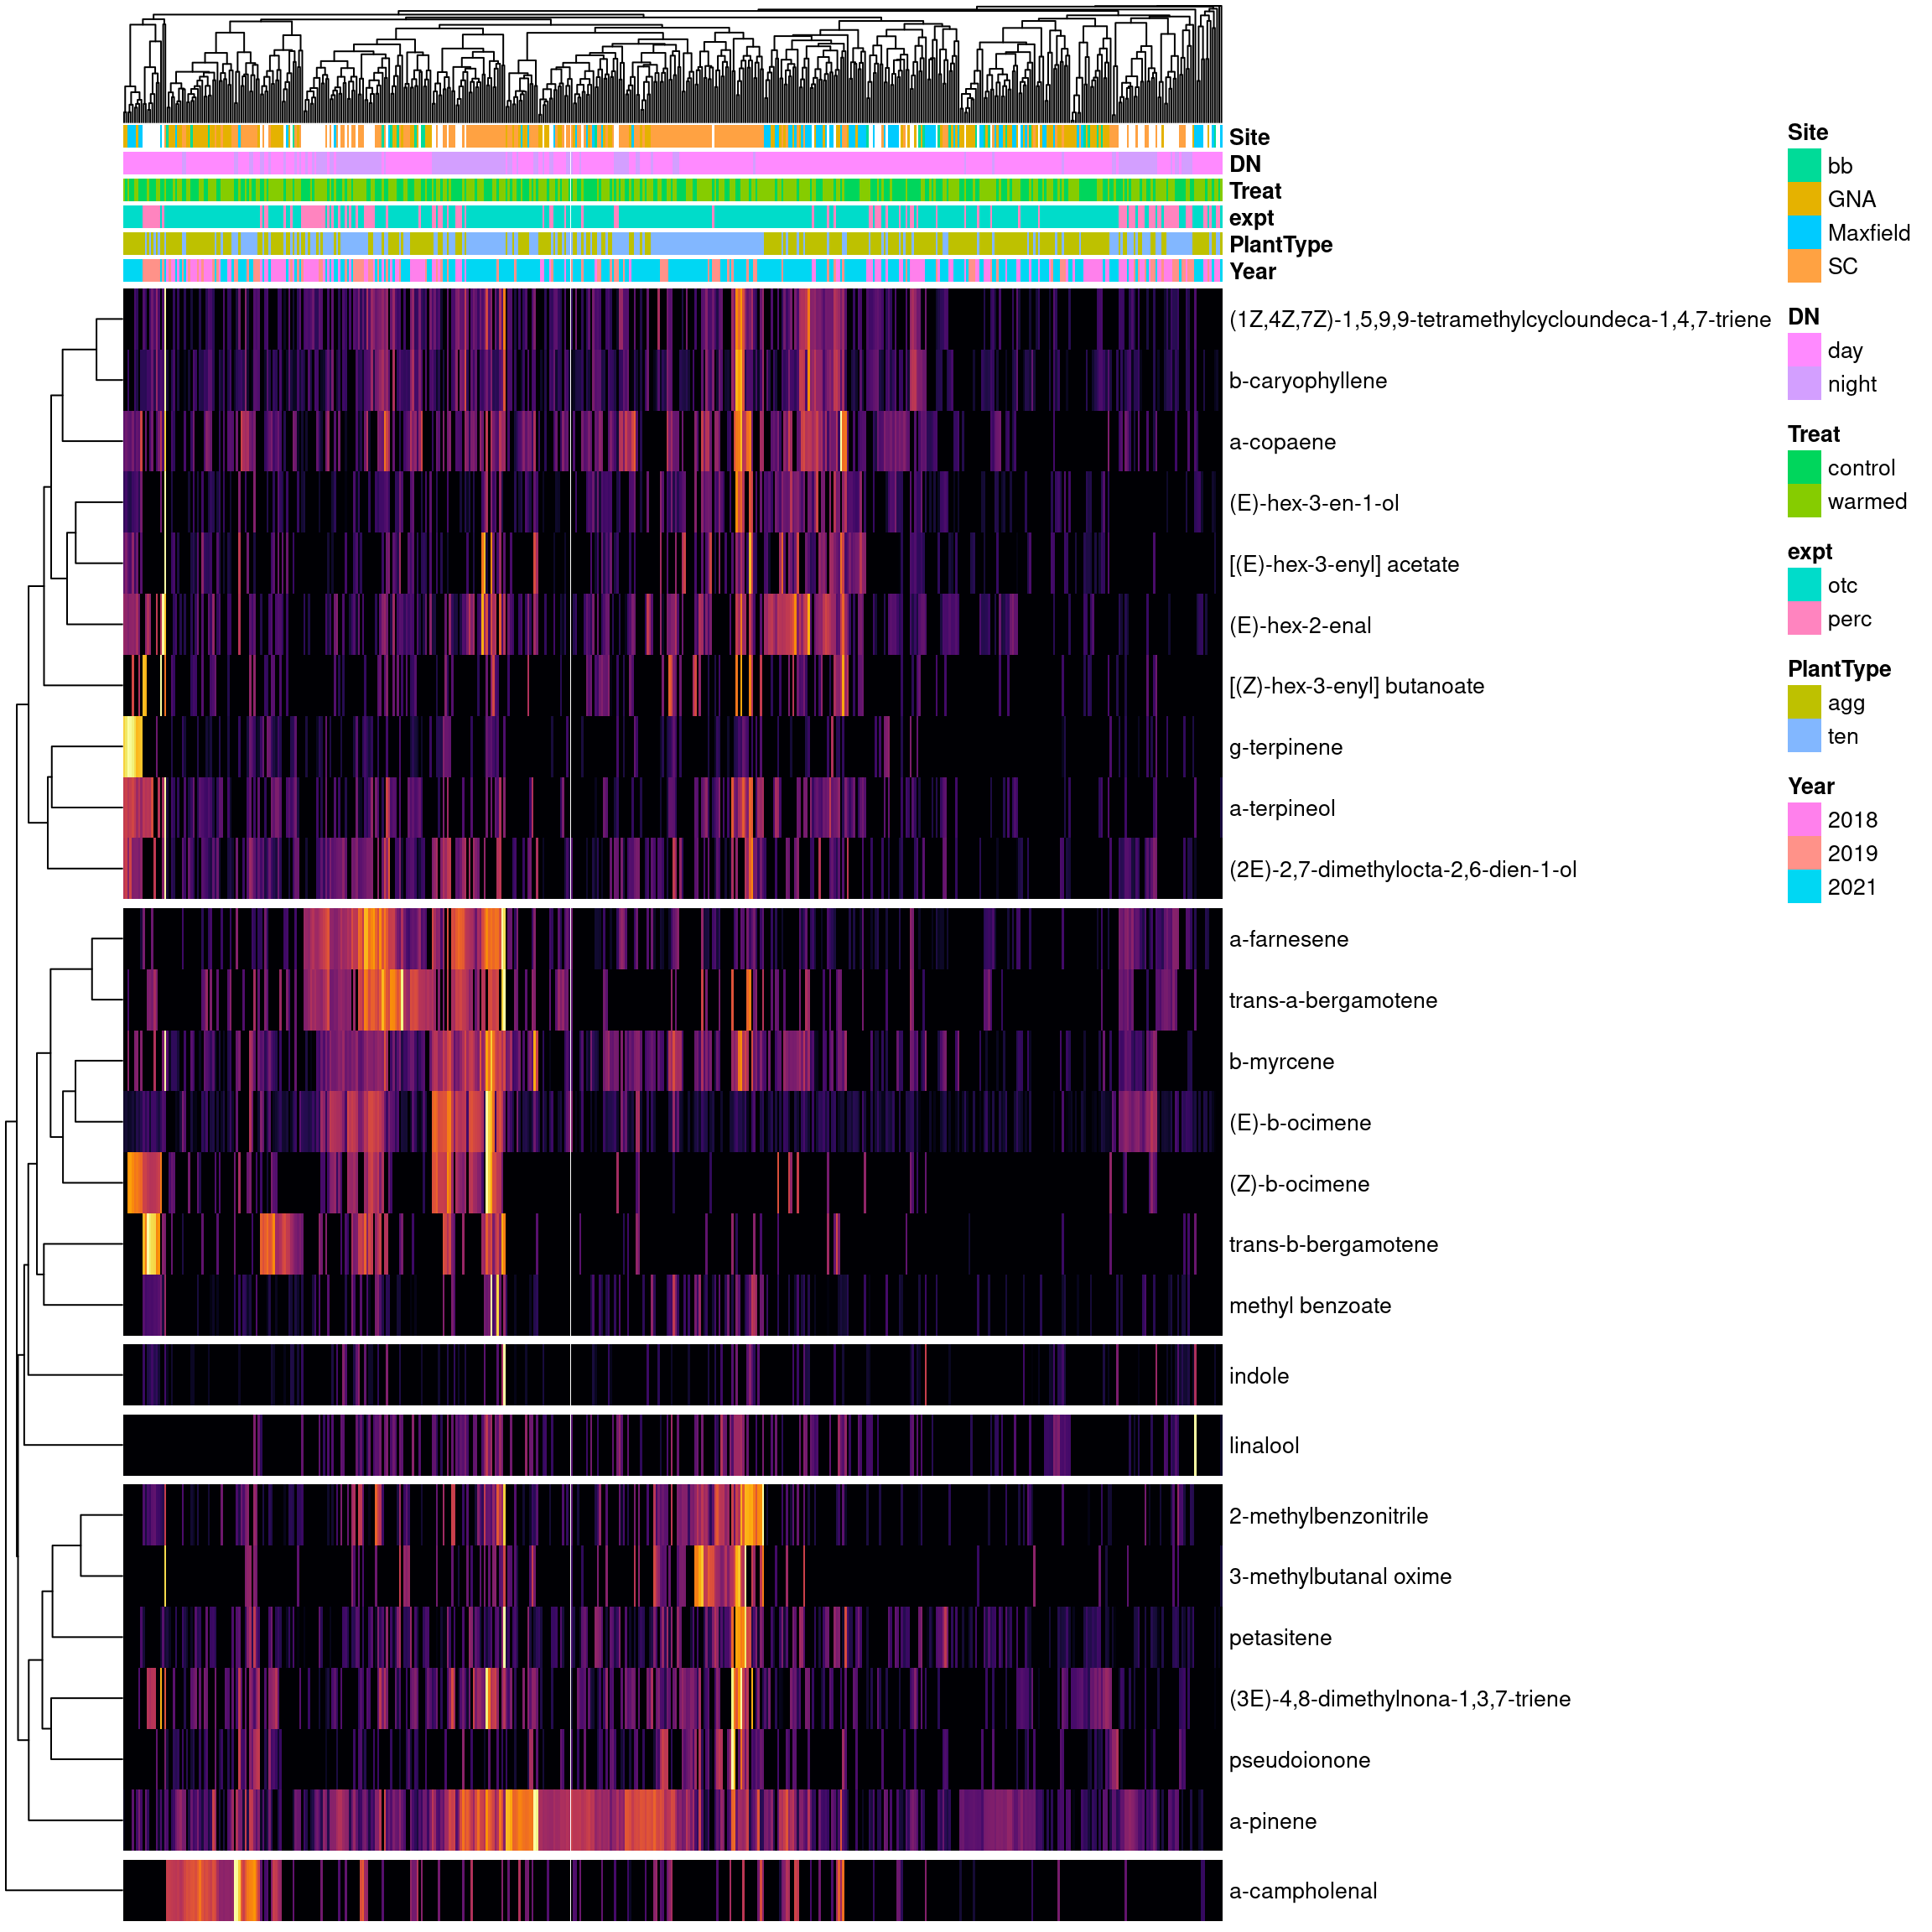 Site
DN
Treat
expt
PlantType
Year
(1Z,4Z,7Z)-1,5,9,9-tetramethylcycloundeca-1,4,7-triene
b-caryophyllene
a-copaene
(E)-hex-3-en-1-ol
[(E)-hex-3-enyl] acetate
(E)-hex-2-enal
[(Z)-hex-3-enyl] butanoate
g-terpinene
a-terpineol
(2E)-2,7-dimethylocta-2,6-dien-1-ol
a-farnesene
trans-a-bergamotene
b-myrcene
(E)-b-ocimene
(Z)-b-ocimene
trans-b-bergamotene
methyl benzoate
indole
linalool
2-methylbenzonitrile
3-methylbutanal oxime
petasitene
(3E)-4,8-dimethylnona-1,3,7-triene
pseudoionone
a-pinene
a-campholenal
Site
bb
GNA
Maxfield
SC
DN
day
night
Treat
control
warmed
expt
otc
perc
PlantType
agg
ten
Year
2018
2019
2021